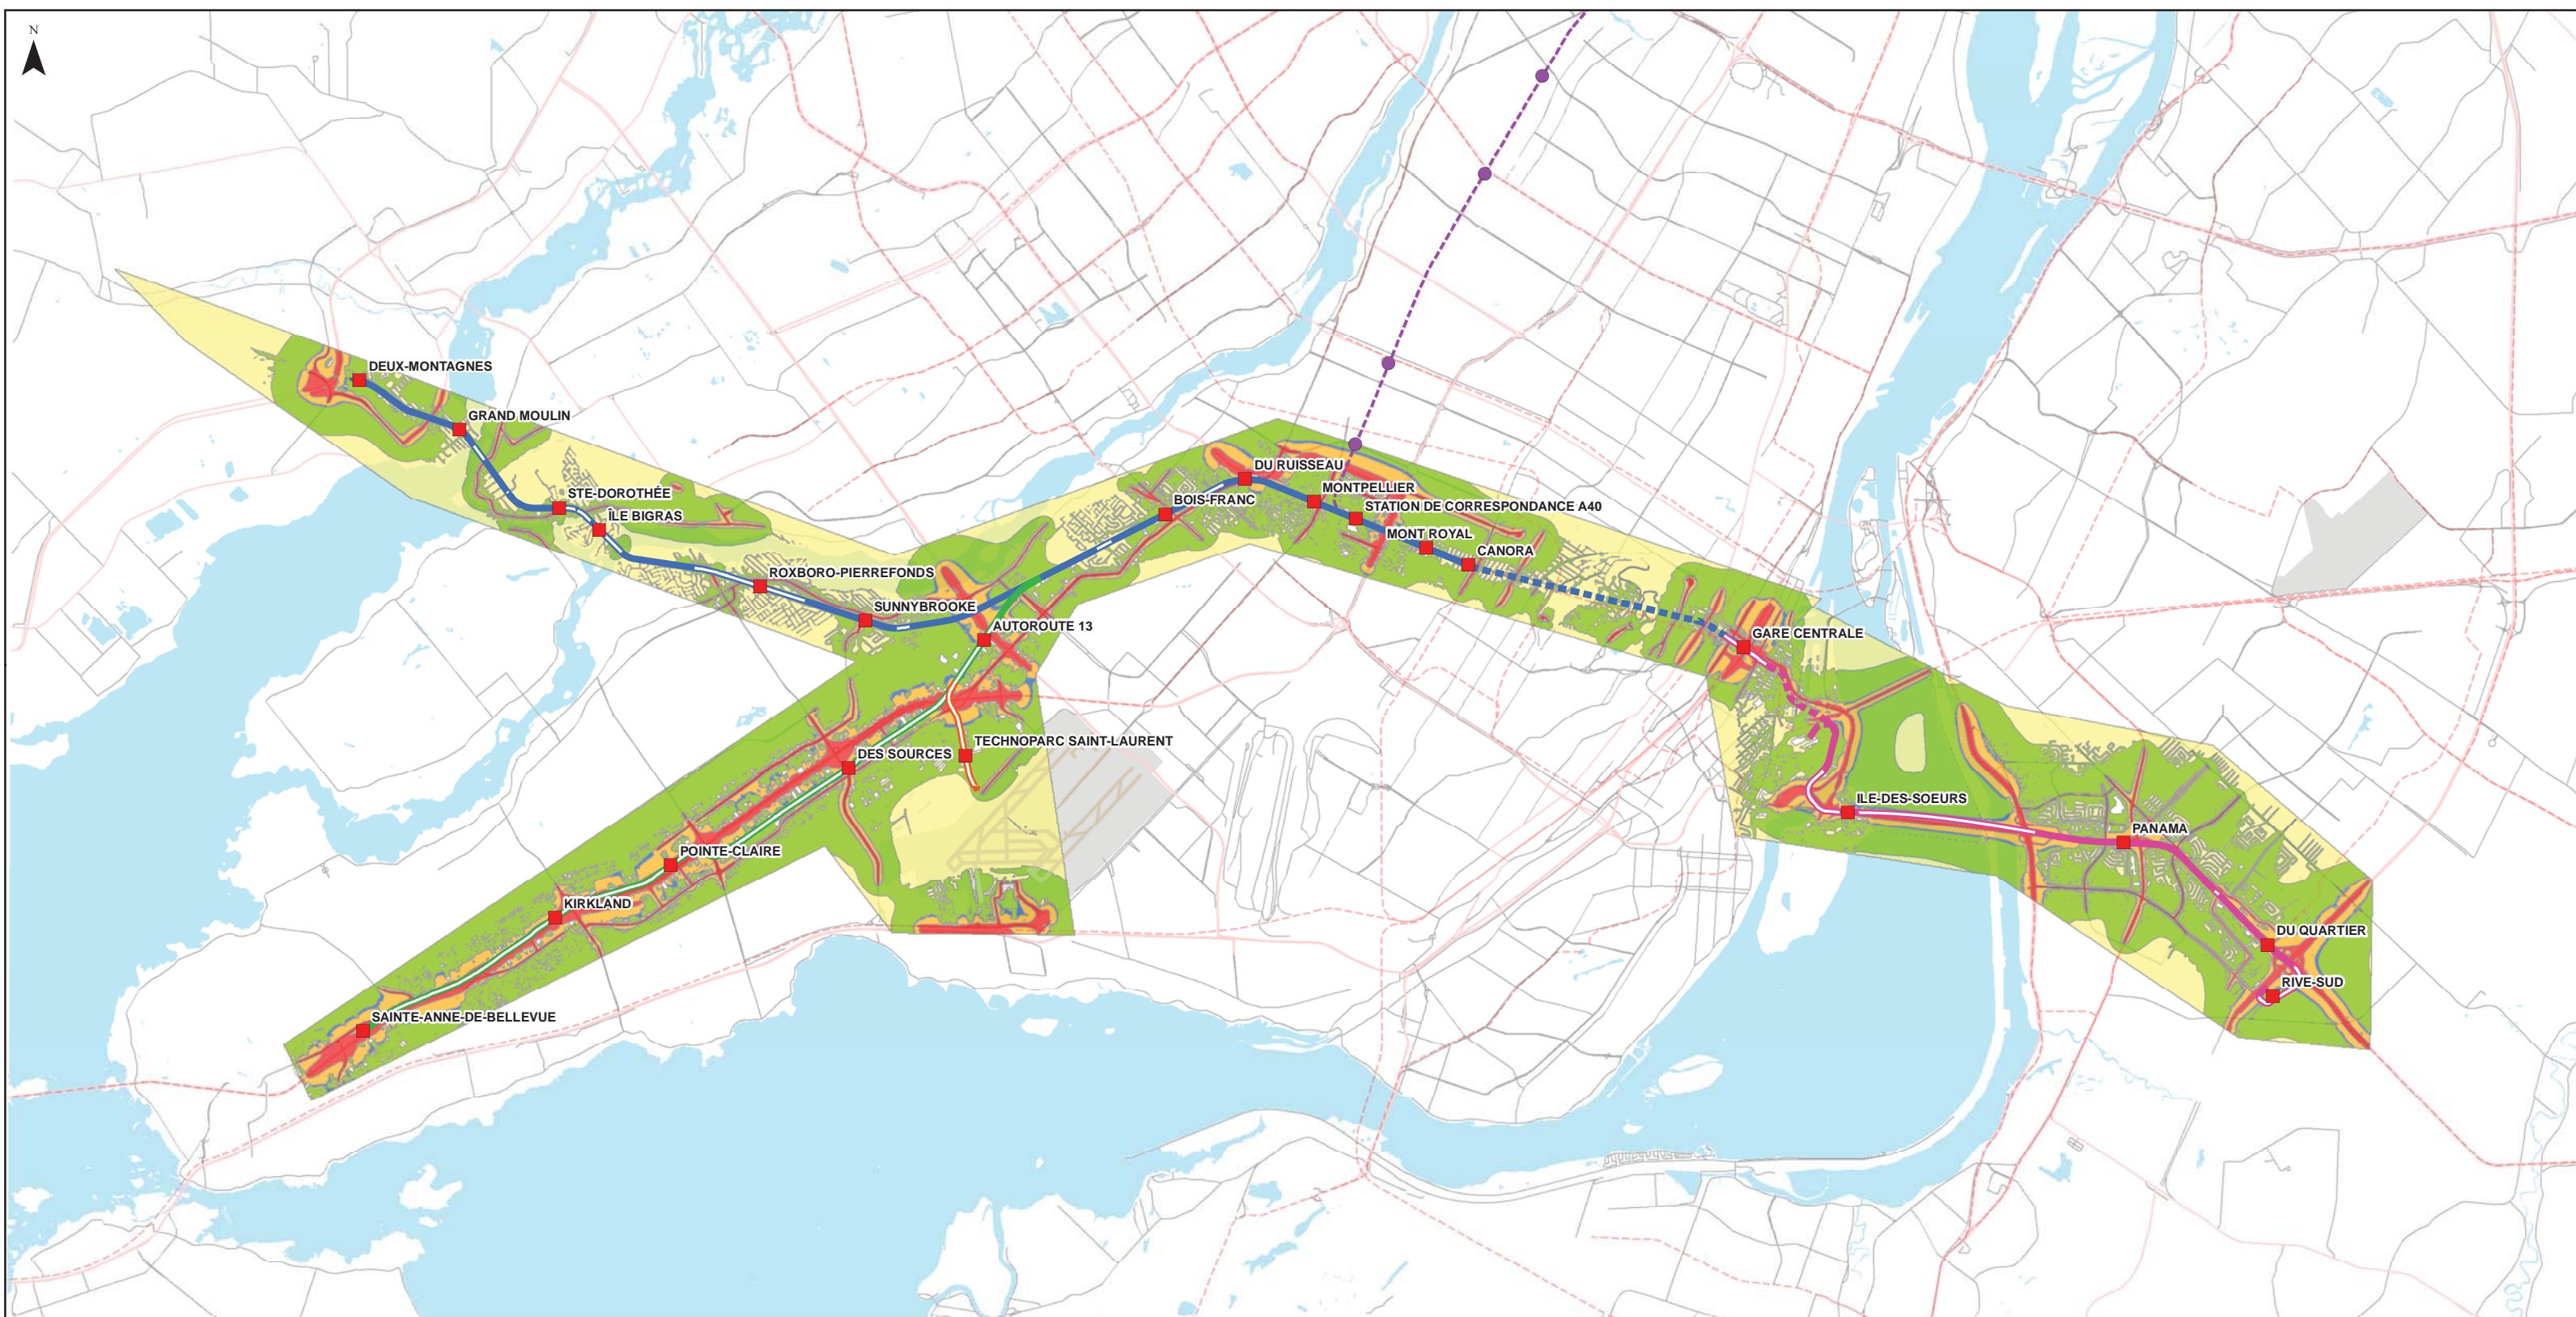 N
DEUX-MONTAGNES
GRAND MOULIN
STE-DOROTHÉE
ÎLE BIGRAS
ROXBORO-PIERREFONDS
SUNNYBROOKE
AUTOROUTE 13
BOIS-FRANC
DU RUISSEAU
MONTPELLIER
STATION DE CORRESPONDANCE A40
MONT ROYAL
CANORA
GARE CENTRALE
TECHNOPARC SAINT-LAURENT
DES SOURCES
POINTE-CLAIRE
KIRKLAND
SAINTE-ANNE-DE-BELLEVUE
ILE-DES-SOEURS
PANAMA
DU QUARTIER
RIVE-SUD